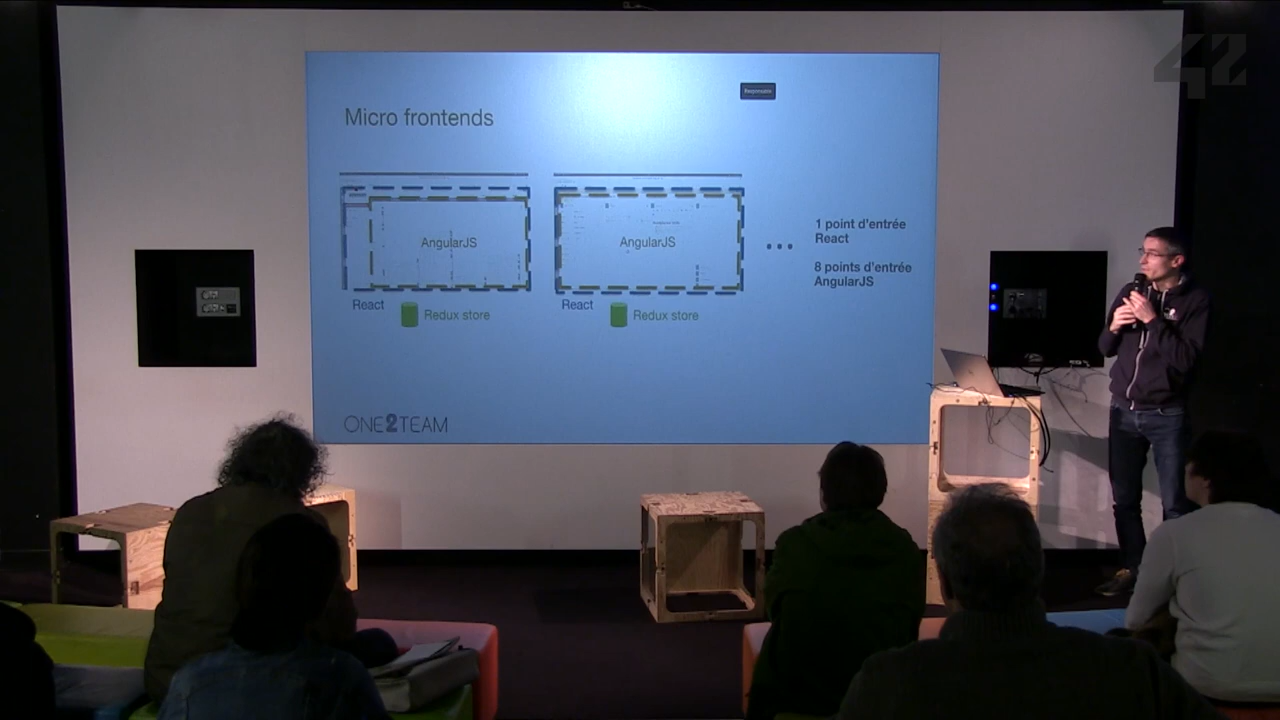 42
Responsable
Micro frontends
AngularJS
AngularJS
...
1 point d'entrée
React
8 points d'entrée
AngularJS
React
Redux store
React
Redux store
ONE2TEAM